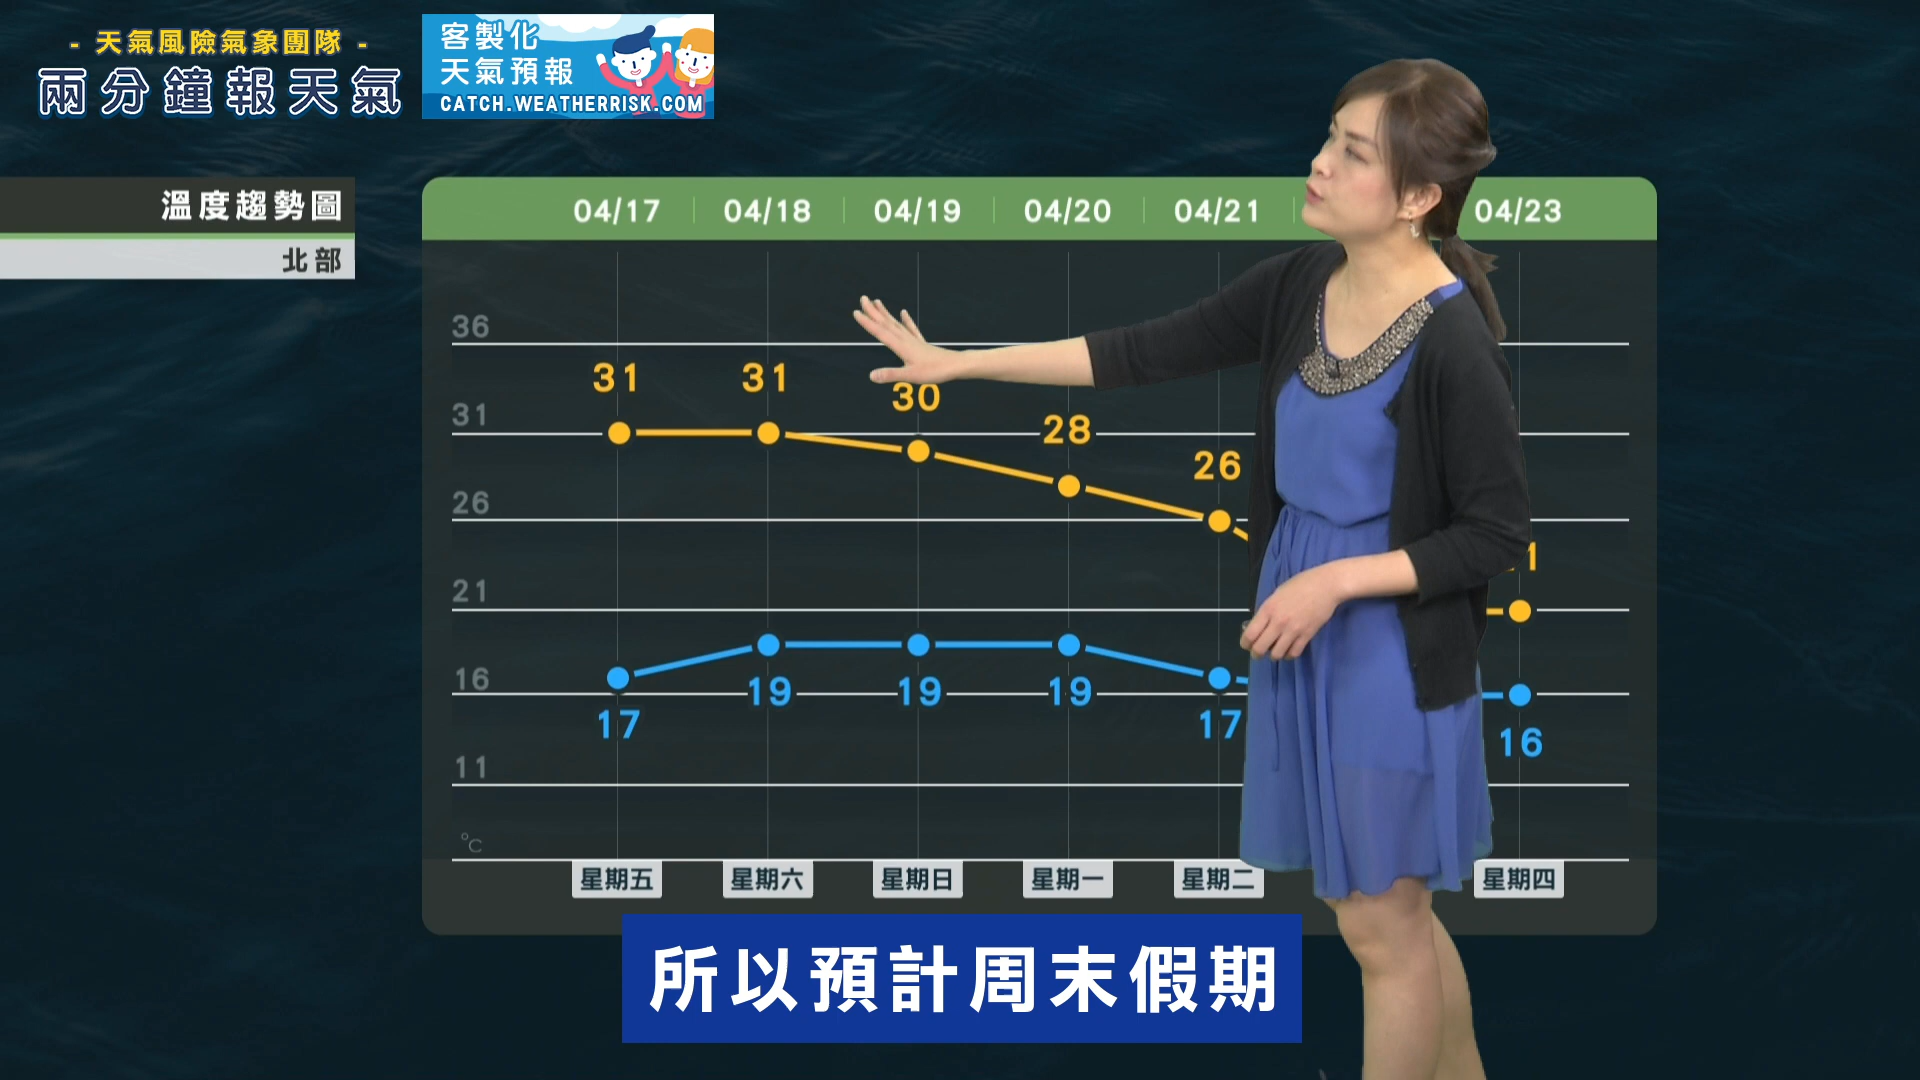 - 天氣風險氣象團隊 -
兩分鐘報天氣
客製化
天氣預報
CATCH.WEATHERRISK.COM
溫度趨勢圖
北部
04/17 04/18 04/19 04/20 04/21 04/23
36
31 31 30 28 26
31
26
21
16
19 19 19
17 17 16
11
°C
星期五 星期六 星期日 星期一 星期二 星期四
所以預計周末假期